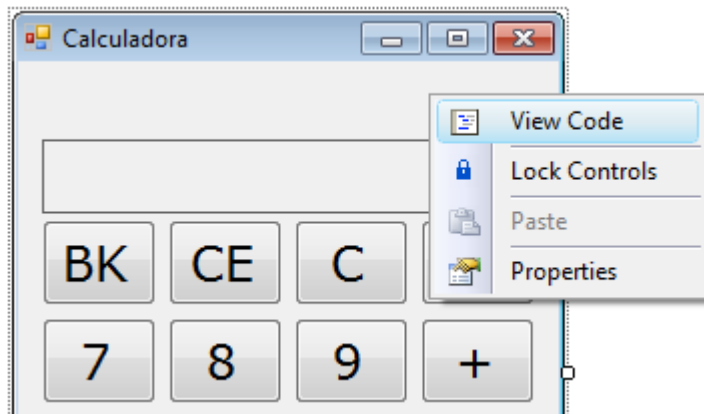 Calculadora
View Code
Lock Controls
Paste
Properties
BK CE C
7 8 9 +